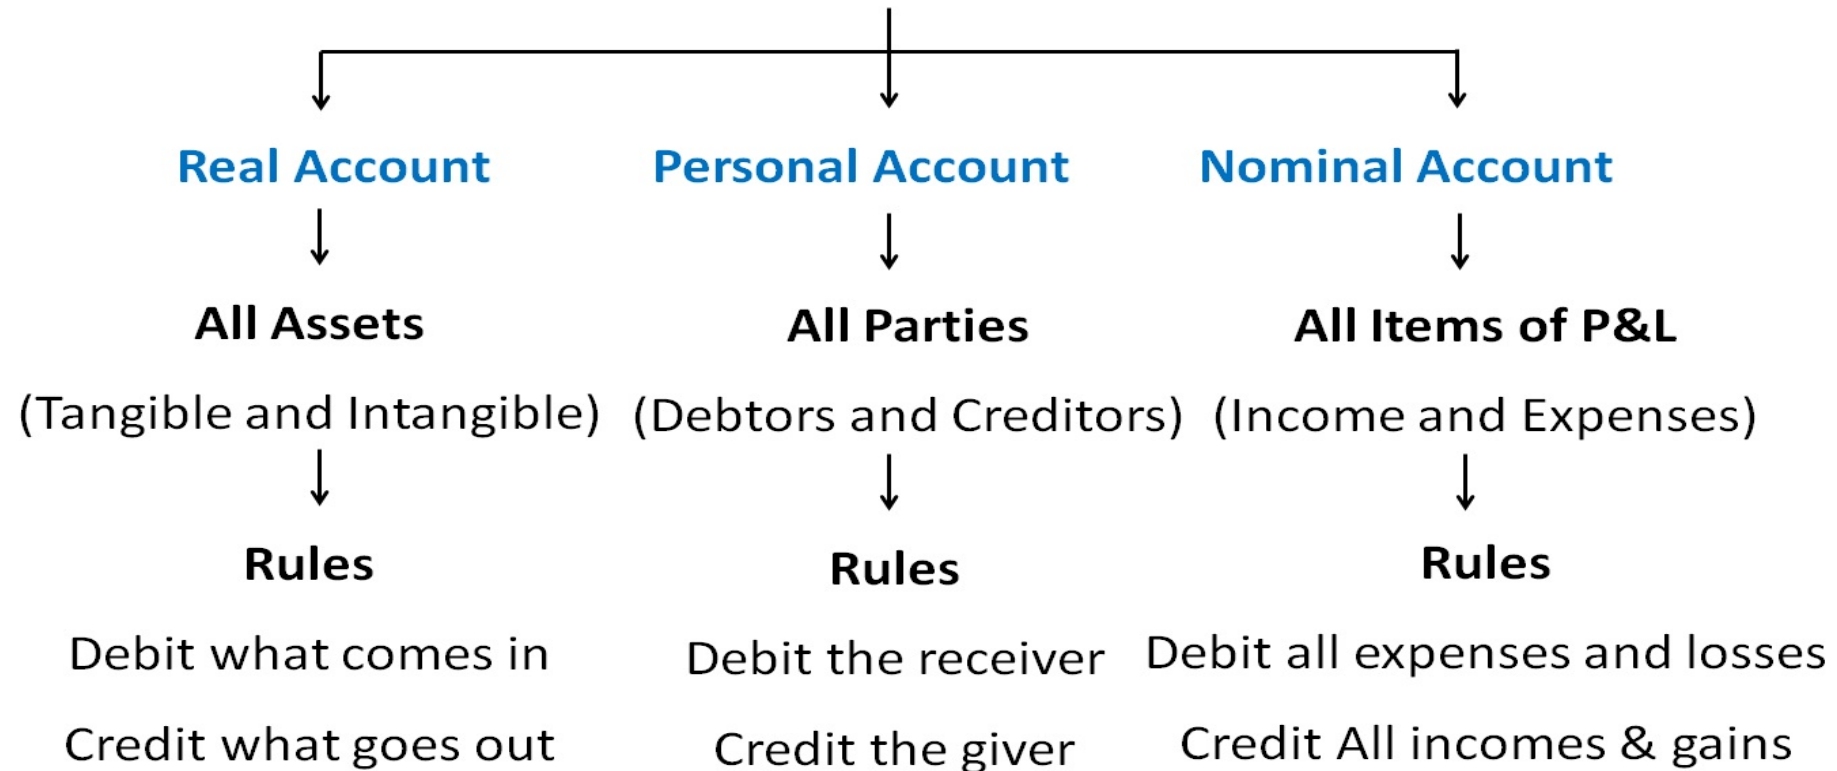 Real Account
Personal Account
Nominal Account
All Assets
All Parties
All Items of P&L
(Tangible and Intangible)
(Debtors and Creditors)
(Income and Expenses)
Rules
Rules
Rules
Debit what comes in
Debit the receiver
Debit all expenses and losses
Credit what goes out
Credit the giver
Credit All incomes & gains